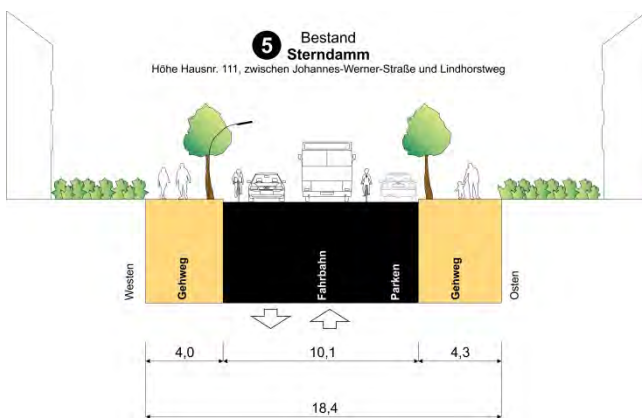 5
Bestand
Sterndamm
Höhe Hausnr. 111, zwischen Johannes-Werner-Straße und Lindhorstweg
Westen
Gehweg
Fahrbahn
Parken
Gehweg
Osten
4,0
10,1
4,3
18,4